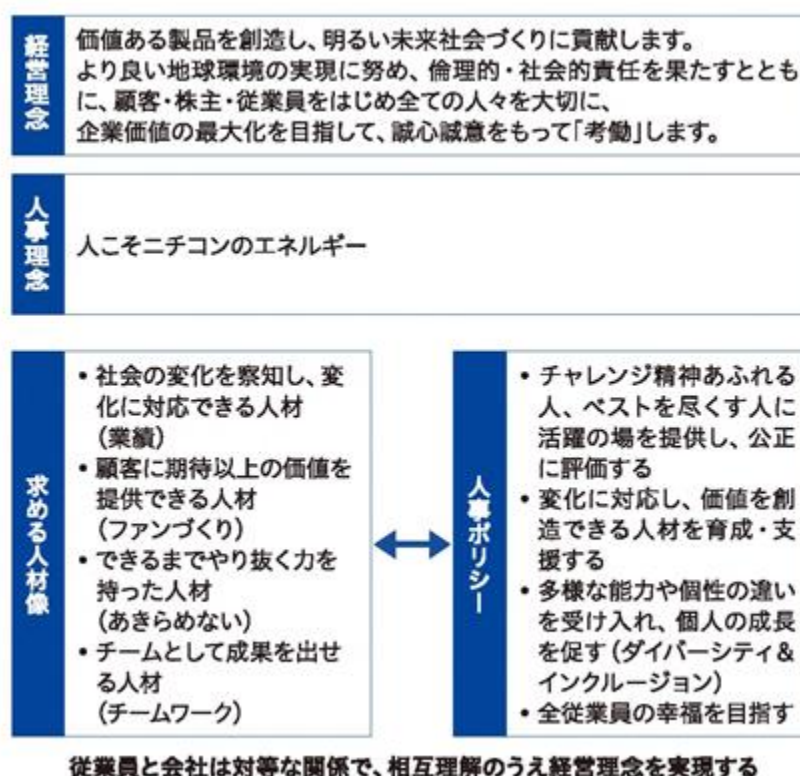 経営理念
価値ある製品を創造し、明るい未来社会づくりに貢献します。
より良い地球環境の実現に努め、倫理的・社会的責任を果たすととも
に、顧客・株主・従業員をはじめ全ての人々を大切に、
企業価値の最大化を目指して、誠心誠意をもって「考働」します。
人事理念
人こそニチコンのエネルギー
求める人材像
• 社会の変化を察知し、変
化に対応できる人材
(業績)
• 顧客に期待以上の価値を
提供できる人材
(ファンづくり)
• できるまでやり抜く力を
持った人材
(あきらめない)
• チームとして成果を出せ
る人材
(チームワーク)
人事ポリシー
• チャレンジ精神あふれる
人、ベストを尽くす人に
活躍の場を提供し、公正
に評価する
• 変化に対応し、価値を創
造できる人材を育成・支
援する
• 多様な能力や個性の違い
を受け入れ、個人の成長
を促す(ダイバーシティ&
インクルージョン)
• 全従業員の幸福を目指す
従業員と会社は対等な関係で、相互理解のうえ経営理念を実現する